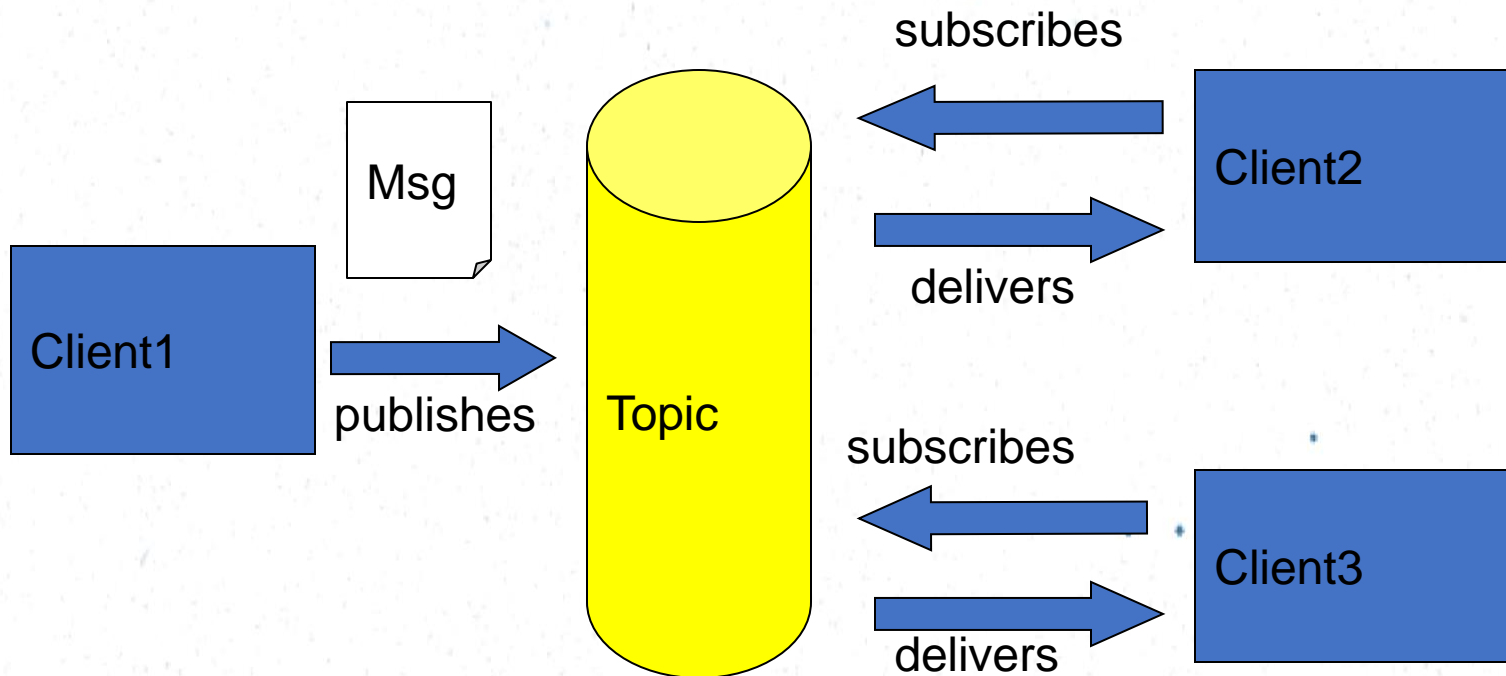 subscribes
Msg
Client2
delivers
Client1
publishes
Topic
subscribes
Client3
delivers